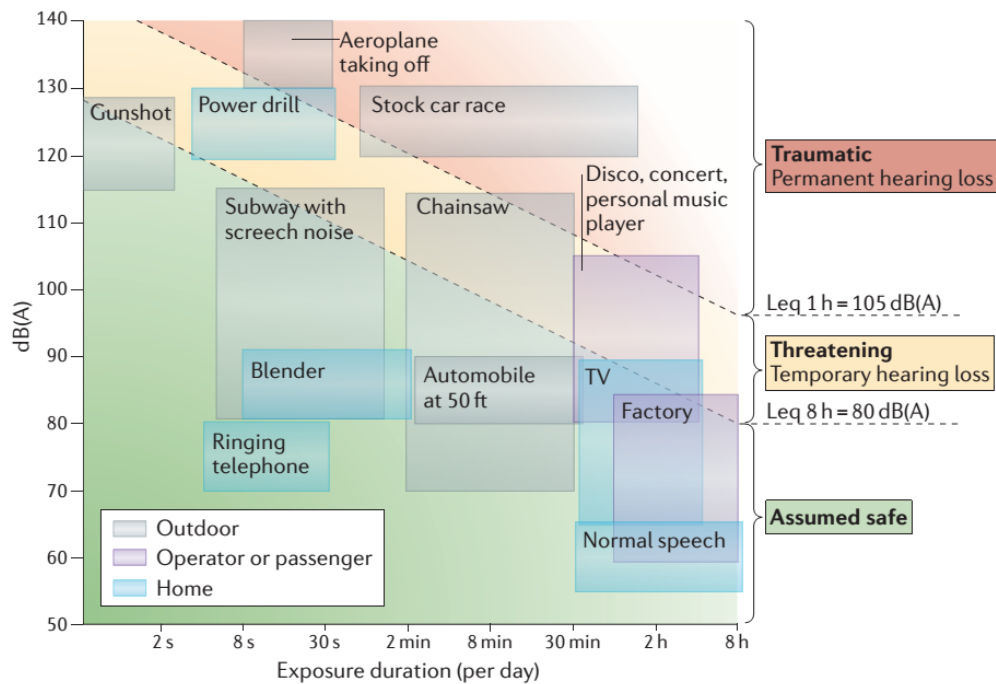 140
130
120
110
100
90
80
70
60
50
dB(A)
Aeroplane
taking off
Gunshot
Power drill
Stock car race
Subway with
screech noise
Chainsaw
Disco, concert,
personal music
player
Blender
Automobile
at 50 ft
TV
Factory
Ringing
telephone
Normal speech
Outdoor
Operator or passenger
Home
2 s
8 s
30 s
2 min
8 min
30 min
2 h
8 h
Exposure duration (per day)
Traumatic
Permanent hearing loss
Leq 1 h = 105 dB(A)
Threatening
Temporary hearing loss
Leq 8 h = 80 dB(A)
Assumed safe